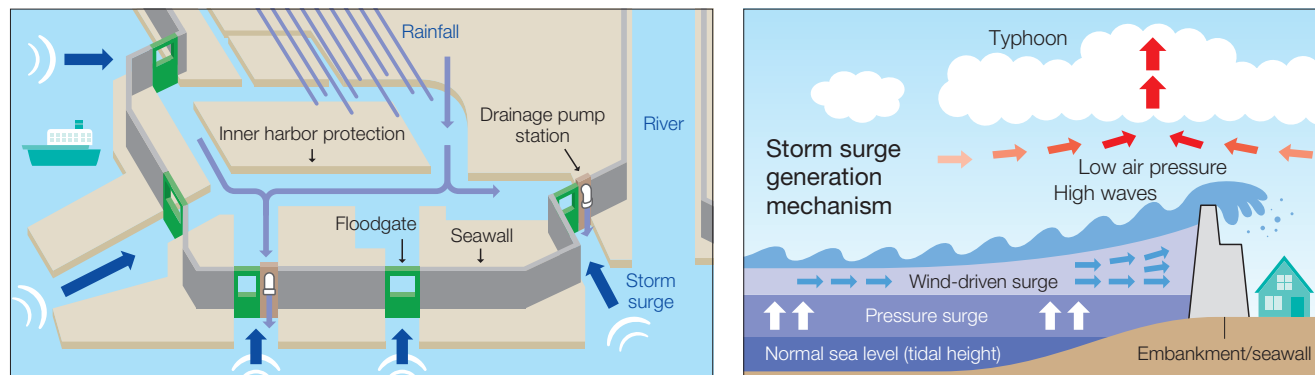 Rainfall
Drainage pump
station
River
Inner harbor protection
Floodgate
Seawall
Storm
surge
Typhoon
Storm surge
generation
mechanism
Low air pressure
High waves
Wind-driven surge
Pressure surge
Normal sea level (tidal height)
Embankment/seawall